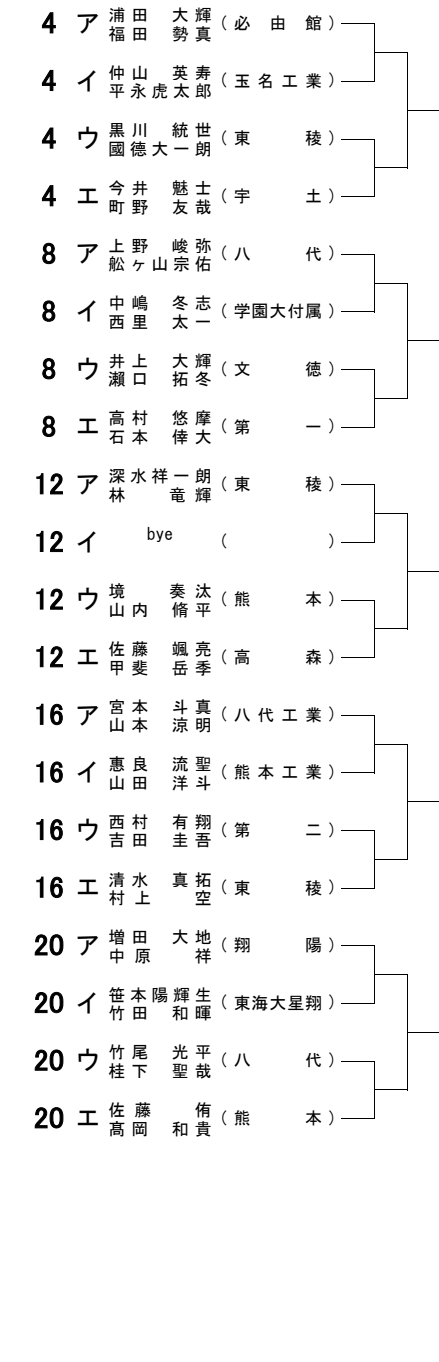 4 ア 浦田 大輝 福田 勢真 (必由館)
4 イ 仲山 英寿 平永虎太郎 (玉名工業)
4 ウ 黒川 統世 國德大一朗 (東稜)
4 エ 今井 魅士 町野 友哉 (宇土)
8 ア 上野 峻弥 舩ヶ山宗佑 (八代)
8 イ 中嶋 冬志 西里 太一 (学園大付属)
8 ウ 井上 大輝 瀨口 拓冬 (文徳)
8 エ 高村 悠摩 石本 倖大 (第一)
12 ア 深水祥一朗 林 竜輝 (東稜)
12 イ bye ( )
12 ウ 境 奏汰 山内 脩平 (熊本)
12 エ 佐藤 颯亮 甲斐 岳季 (高森)
16 ア 宮本 斗真 山本 涼明 (八代工業)
16 イ 惠良 流聖 山田 洋斗 (熊本工業)
16 ウ 西村 有翔 吉田 圭吾 (第二)
16 エ 清水 真拓 村上 空 (東稜)
20 ア 増田 大地 中原 祥 (翔陽)
20 イ 笹本陽輝生 竹田 和暉 (東海大星翔)
20 ウ 竹尾 光平 桂下 聖哉 (八代)
20 エ 佐藤 侑 髙岡 和貴 (熊本)